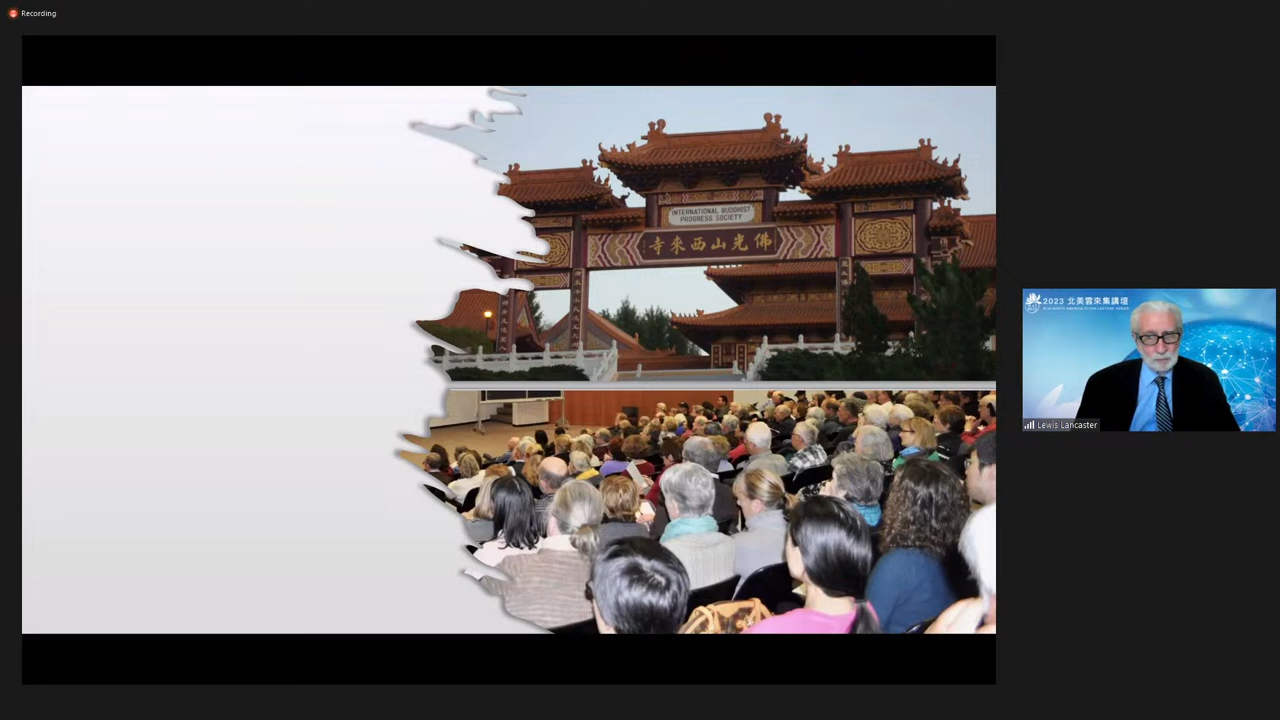 Recording
INTERNATIONAL BUDDHIST
PROGRESS SOCIETY
佛光山西來寺
2023 北美雲來集講壇
Lewis Lancaster